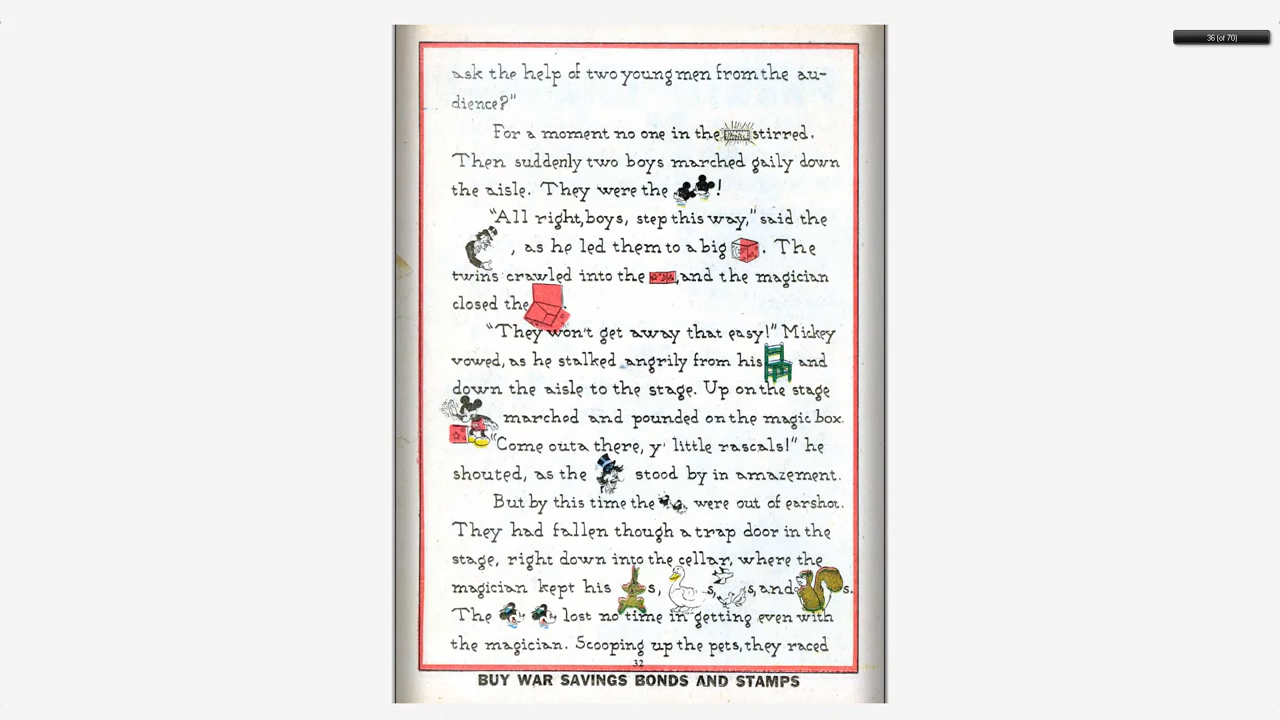 36 (of 70)
ask the help of two young men from the au-
dience?"
For a moment no one in the stirred.
Then suddenly two boys marched gaily down
the aisle. They were the !
"All right, boys, step this way," said the
, as he led them to a big . The
twins crawled into the , and the magician
closed the .
"They won't get away that easy!" Mickey
vowed, as he stalked angrily from his and
down the aisle to the stage. Up on the stage
marched and pounded on the magic box.
"Come outa there, y' little rascals!" he
shouted, as the stood by in amazement.
But by this time the were out of earshot.
They had fallen though a trap door in the
stage, right down into the cellar, where the
magician kept his s, s, s, and s.
The lost no time in getting even with
the magician. Scooping up the pets, they raced
32
BUY WAR SAVINGS BONDS AND STAMPS